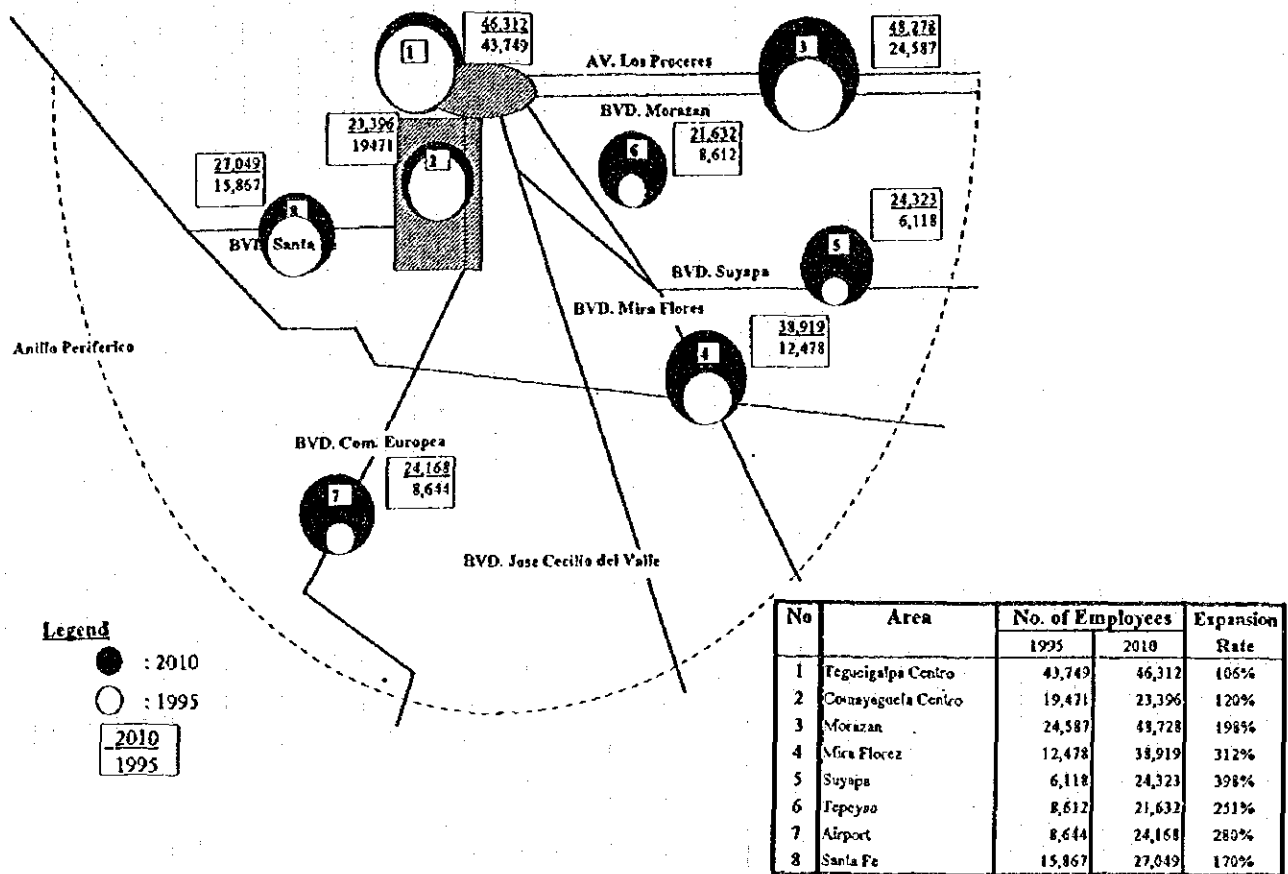 46,312
43,749
1
48,278
24,587
3
AV. Los Proceres
BVD. Morazan
23,396
19471
2
21,632
8,612
6
27,049
15,867
8
BVD. Santa
24,323
6,118
5
BVD. Suyapa
BVD. Mira Flores
38,919
12,478
4
Anillo Periferico
BVD. Com. Europea
24,168
8,644
7
BVD. Jose Cecilio del Valle
Legend
: 2010
: 1995
2010
1995
No Area No. of Employees Expansion
1995 2010 Rate
1 Tegucigalpa Centro 43,749 46,312 106%
2 Comayaguela Centro 19,471 23,396 120%
3 Morazan 24,587 48,728 198%
4 Mira Florez 12,478 38,919 312%
5 Suyapa 6,118 24,323 398%
6 Tepeyao 8,612 21,632 251%
7 Airport 8,644 24,168 280%
8 Santa Fe 15,867 27,049 170%